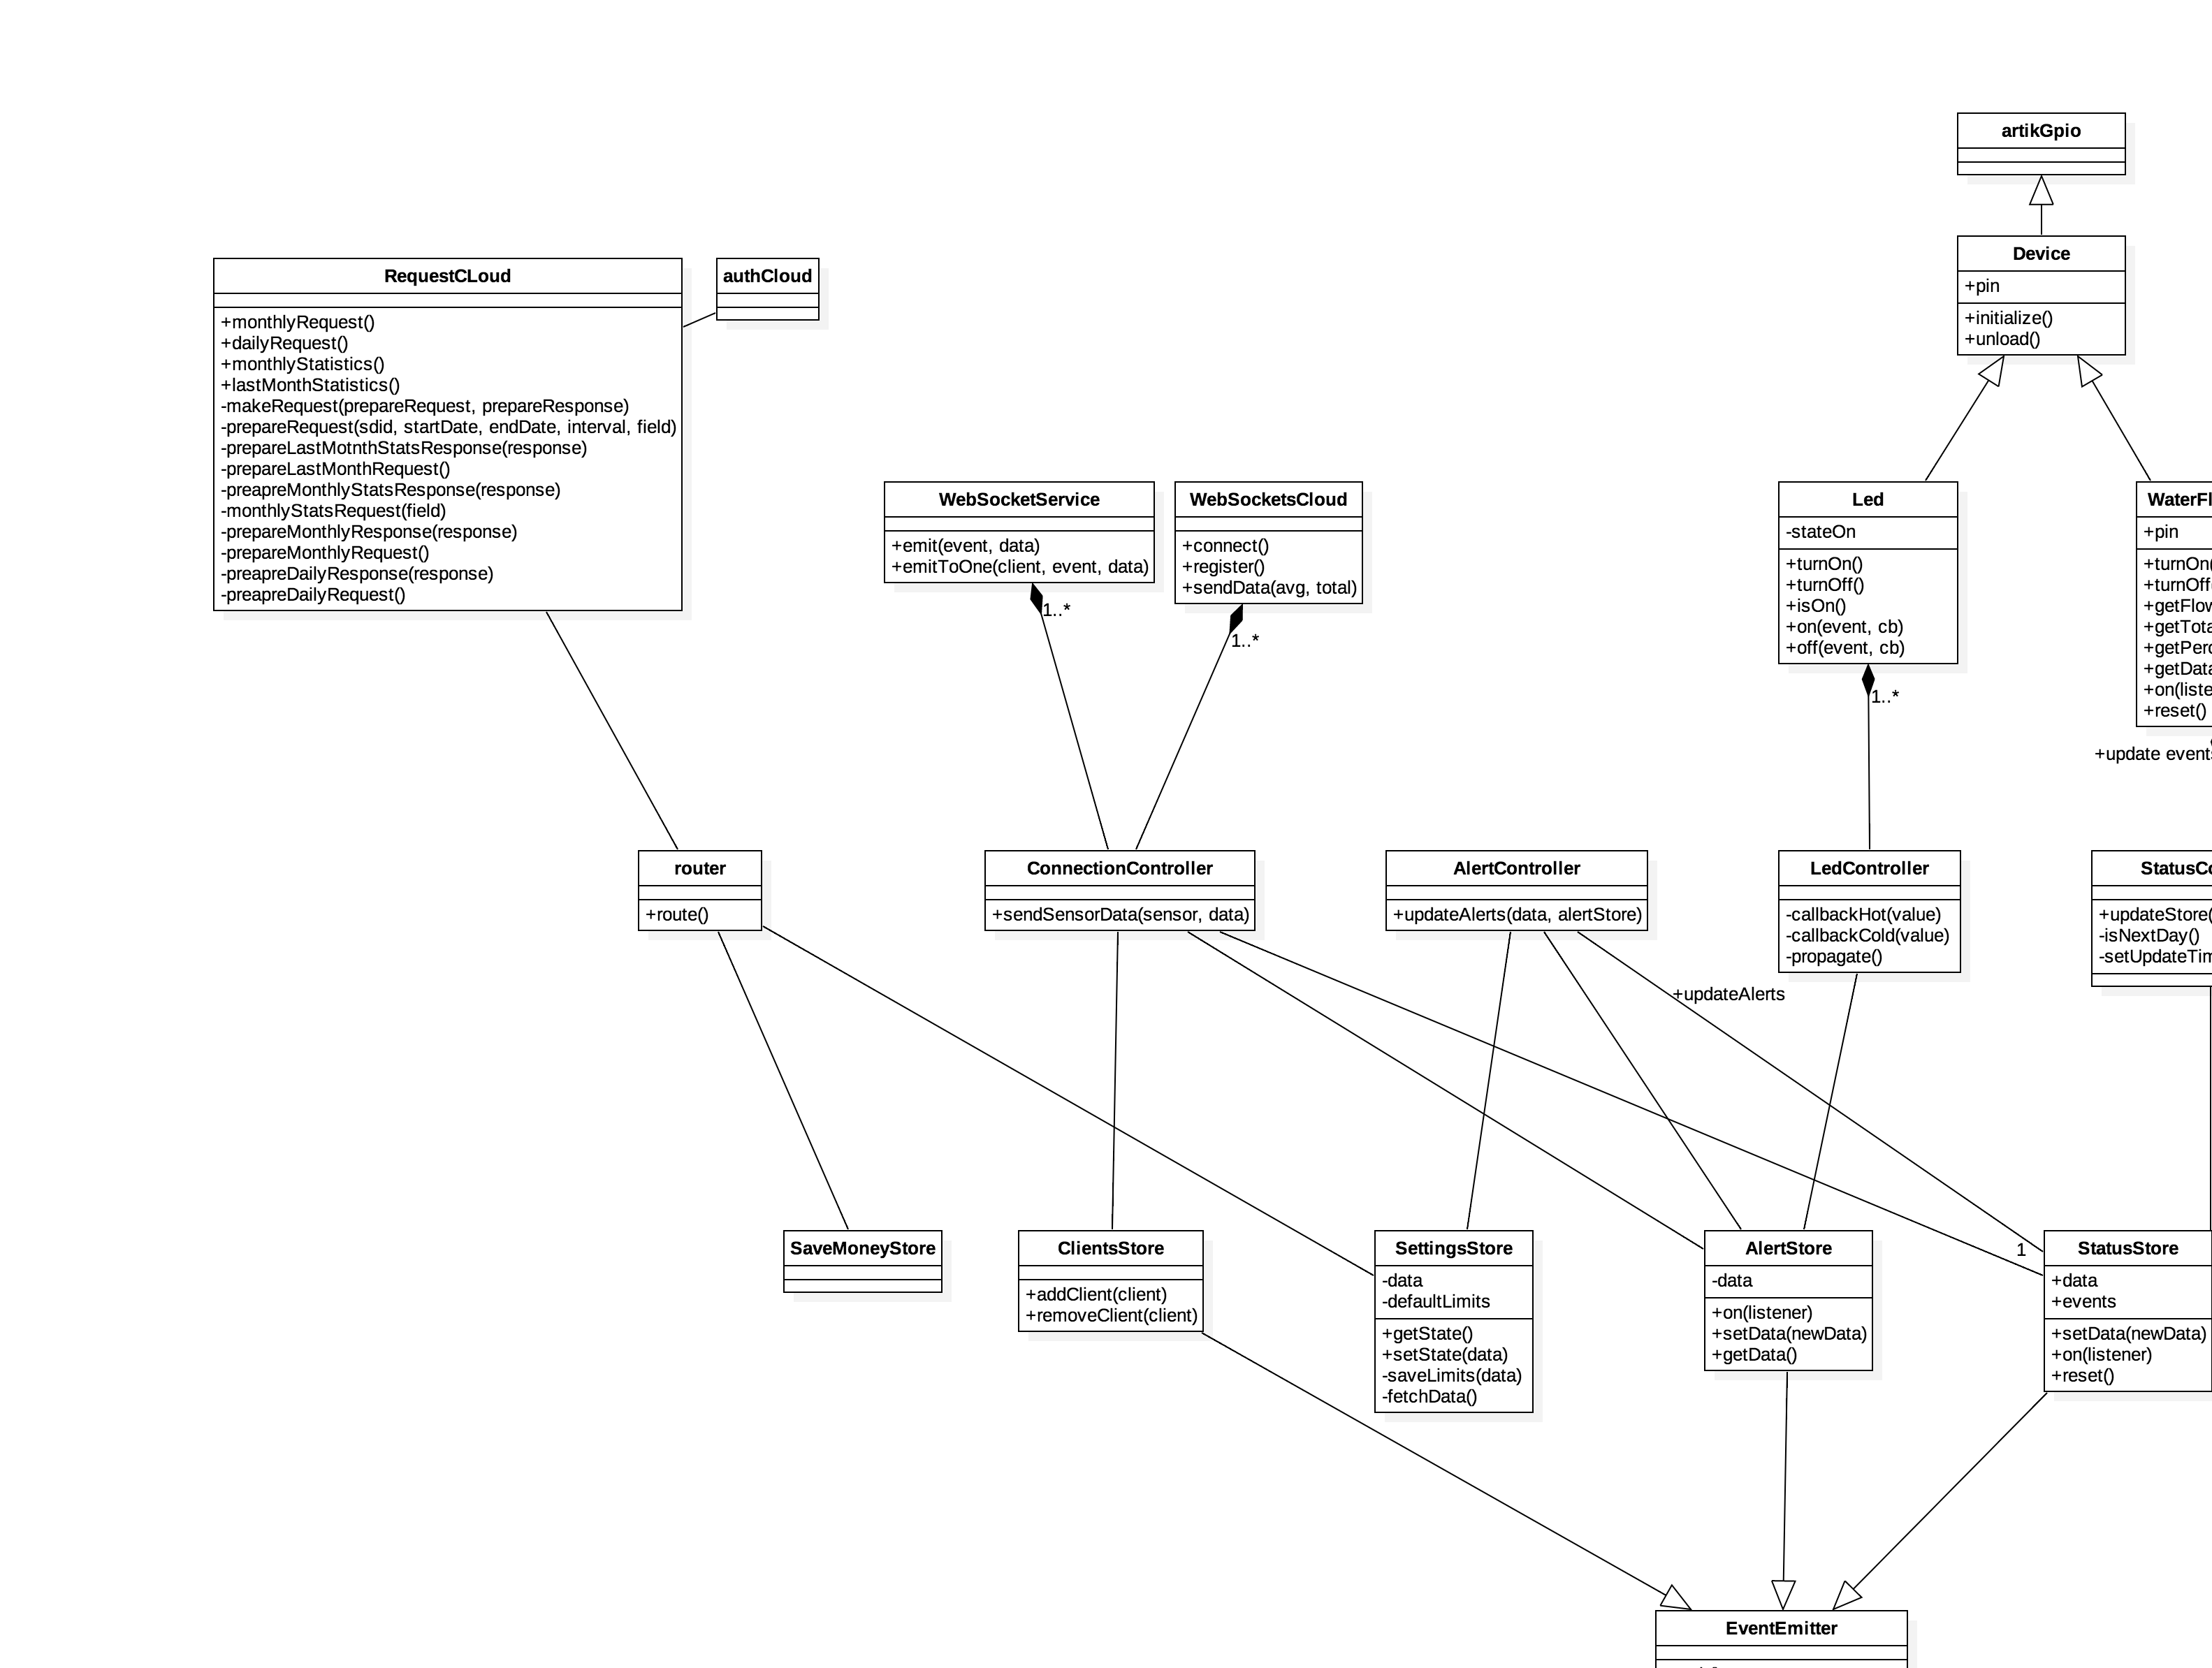 artikGpio
Device
+pin
+initialize()
+unload()
RequestCLoud
+monthlyRequest()
+dailyRequest()
+monthlyStatistics()
+lastMonthStatistics()
-makeRequest(prepareRequest, prepareResponse)
-prepareRequest(sdid, startDate, endDate, interval, field)
-prepareLastMotnthStatsResponse(response)
-prepareLastMonthRequest()
-preapreMonthlyStatsResponse(response)
-monthlyStatsRequest(field)
-prepareMonthlyResponse(response)
-prepareMonthlyRequest()
-preapreDailyResponse(response)
-preapreDailyRequest()
authCloud
WebSocketService
+emit(event, data)
+emitToOne(client, event, data)
1..*
WebSocketsCloud
+connect()
+register()
+sendData(avg, total)
1..*
Led
-stateOn
+turnOn()
+turnOff()
+isOn()
+on(event, cb)
+off(event, cb)
1..*
WaterFl
+pin
+turnOn(
+turnOff(
+getFlow
+getTota
+getPerc
+getData
+on(liste
+reset()
+update events
router
+route()
ConnectionController
+sendSensorData(sensor, data)
AlertController
+updateAlerts(data, alertStore)
LedController
-callbackHot(value)
-callbackCold(value)
-propagate()
StatusCo
+updateStore(
-isNextDay()
-setUpdateTim
+updateAlerts
SaveMoneyStore
ClientsStore
+addClient(client)
+removeClient(client)
SettingsStore
-data
-defaultLimits
+getState()
+setState(data)
-saveLimits(data)
-fetchData()
AlertStore
-data
+on(listener)
+setData(newData)
+getData()
1
StatusStore
+data
+events
+setData(newData)
+on(listener)
+reset()
EventEmitter